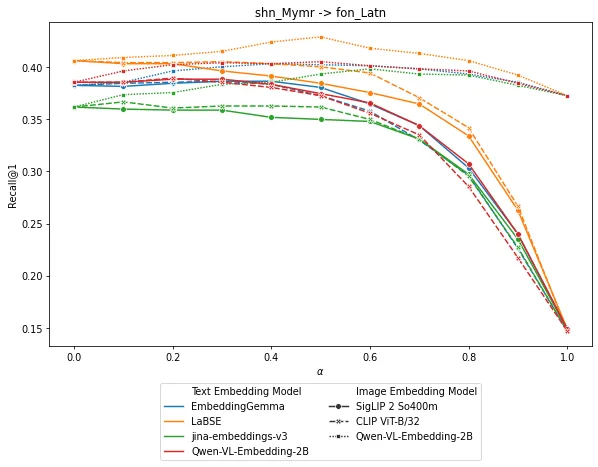 shn_Mymr -> fon_Latn
Recall@1
0.40
0.35
0.30
0.25
0.20
0.15
0.0 0.2 0.4 0.6 0.8 1.0
α
Text Embedding Model
EmbeddingGemma
LaBSE
jina-embeddings-v3
Qwen-VL-Embedding-2B
Image Embedding Model
SigLIP 2 So400m
CLIP ViT-B/32
Qwen-VL-Embedding-2B